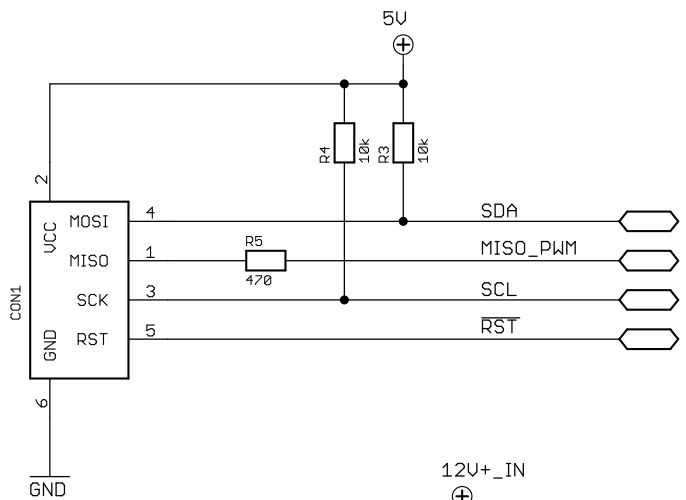 5V
R4
10k
R3
10k
2
VCC
MOSI
4
SDA
MISO
1
R5
470
MISO_PWM
CON1
SCK
3
SCL
GND
RST
5
RST
6
GND
12V+_IN